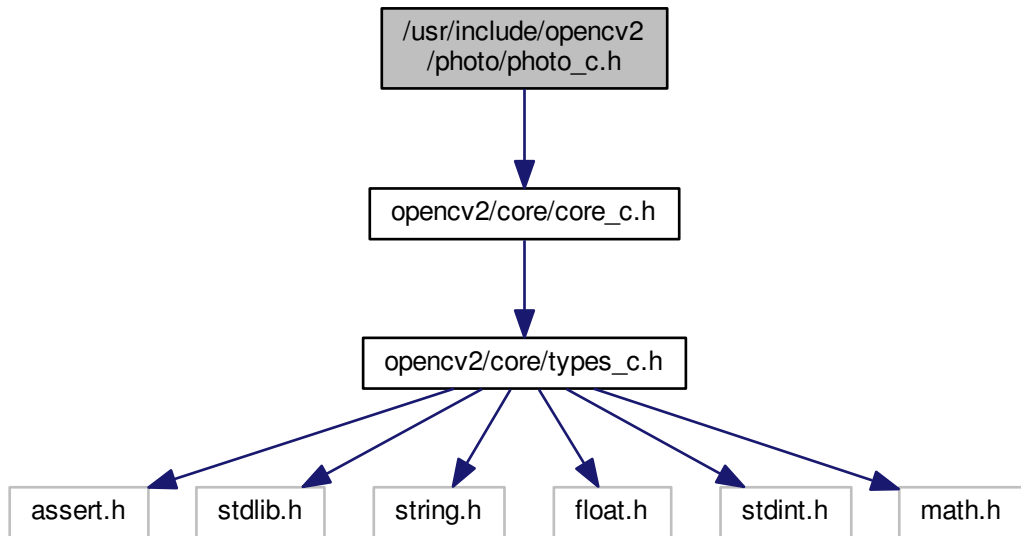 /usr/include/opencv2
/photo/photo_c.h
opencv2/core/core_c.h
opencv2/core/types_c.h
assert.h
stdlib.h
string.h
float.h
stdint.h
math.h